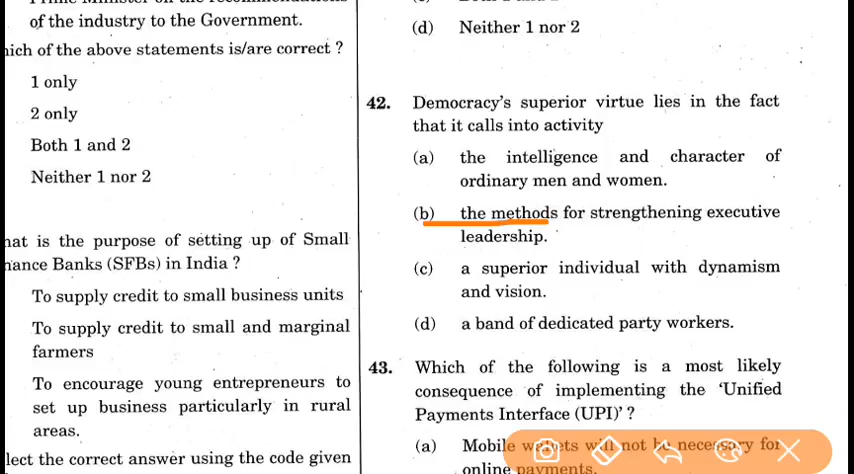 of the industry to the Government.
of the above statements is/are correct ?
1 only
2 only
Both 1 and 2
Neither 1 nor 2
is the purpose of setting up of Small
Banks (SFBs) in India ?
To supply credit to small business units
To supply credit to small and marginal
farmers
To encourage young entrepreneurs to
set up business particularly in rural
areas.
the correct answer using the code given
(d) Neither 1 nor 2
42. Democracy's superior virtue lies in the fact
that it calls into activity
(a) the intelligence and character of
ordinary men and women.
(b) the methods for strengthening executive
leadership.
(c) a superior individual with dynamism
and vision.
(d) a band of dedicated party workers.
43. Which of the following is a most likely
consequence of implementing the 'Unified
Payments Interface (UPI)' ?
(a) Mobile wallets will not be necessary for
online payments.